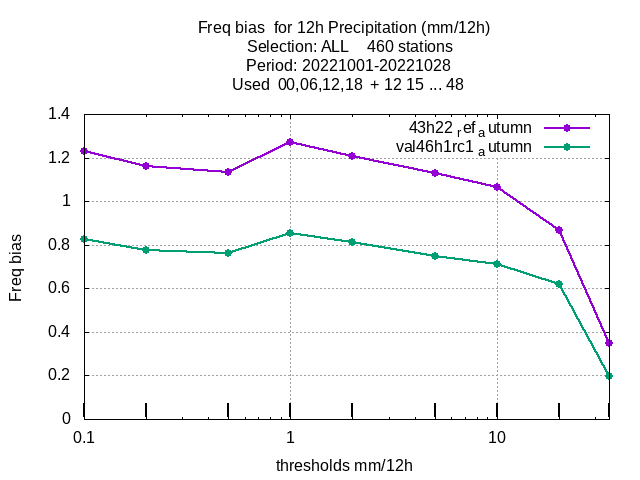 Freq bias  for 12h Precipitation (mm/12h)
Selection: ALL    460 stations
Period: 20221001-20221028
Used  00,06,12,18  + 12 15 ... 48
43h22 ref autumn
val46h1rc1 autumn
1.4
1.2
1
0.8
0.6
0.4
0.2
0
Freq bias
0.1
1
10
thresholds mm/12h